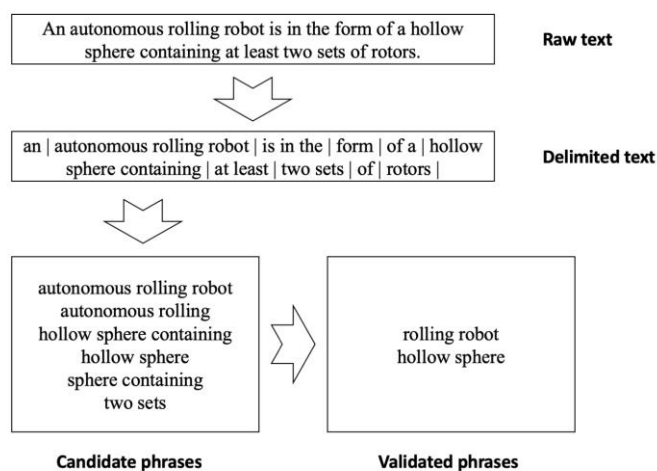 An autonomous rolling robot is in the form of a hollow
sphere containing at least two sets of rotors.
Raw text
an | autonomous rolling robot | is in the | form | of a | hollow
sphere containing | at least | two sets | of | rotors |
Delimited text
autonomous rolling robot
autonomous rolling
hollow sphere containing
hollow sphere
sphere containing
two sets
rolling robot
hollow sphere
Candidate phrases
Validated phrases